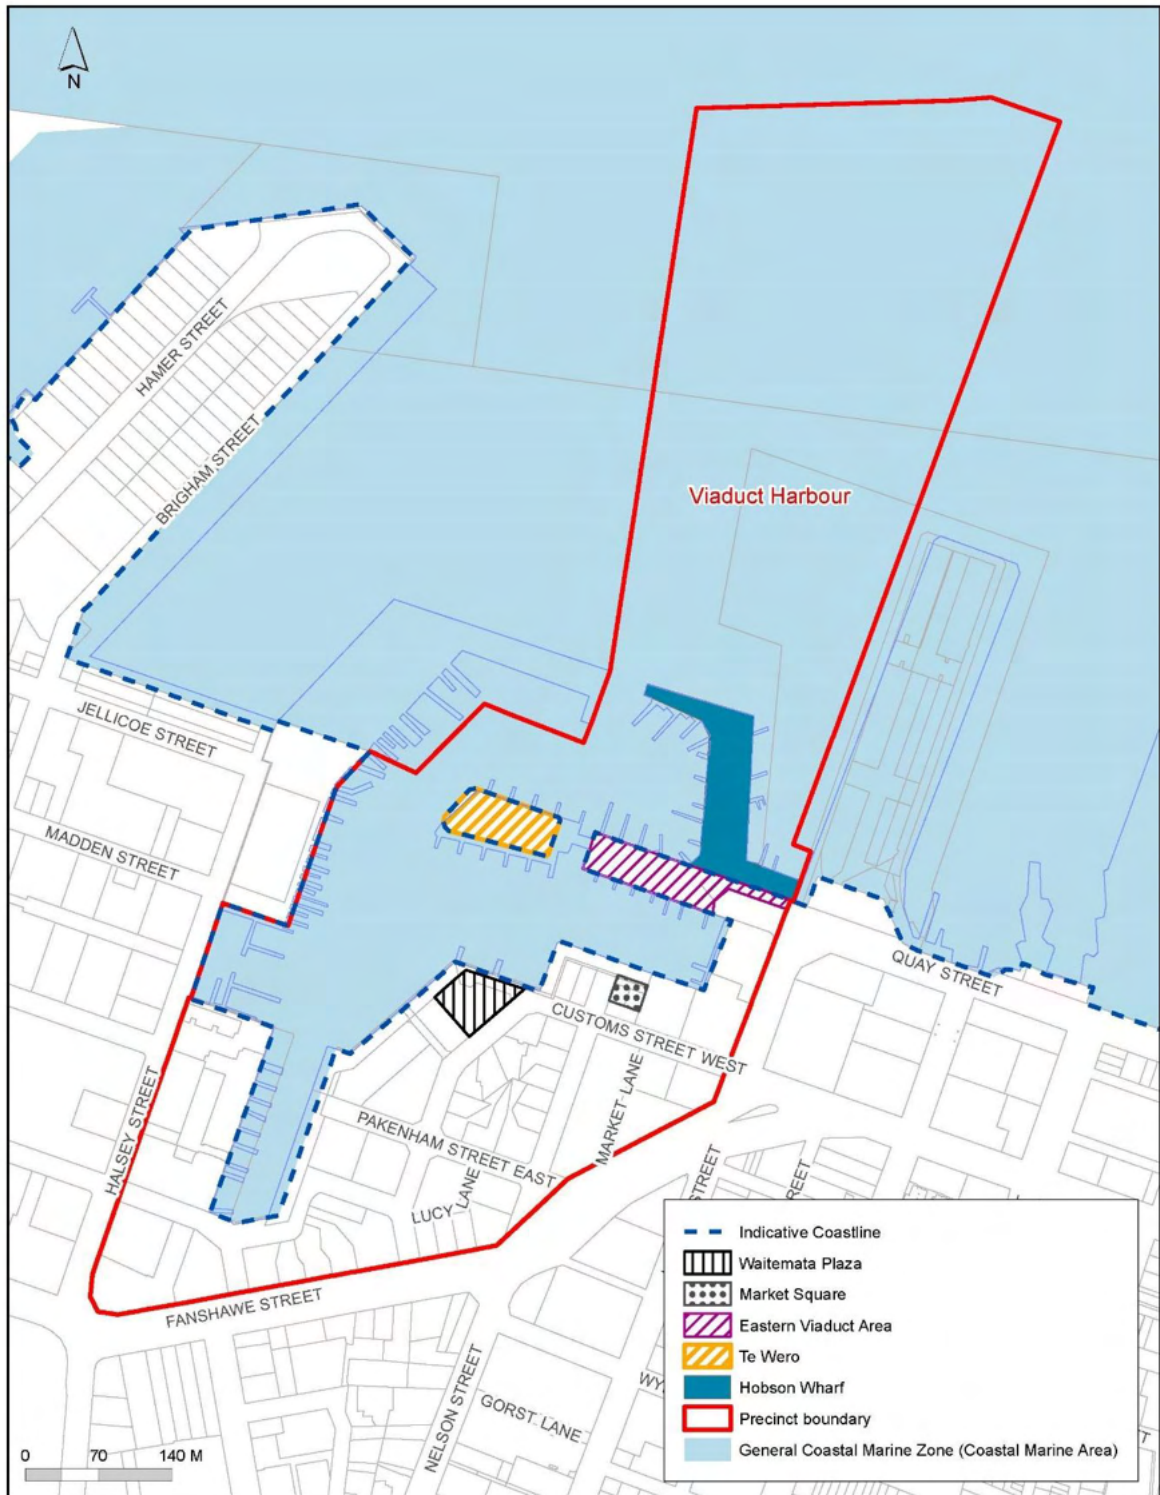 N
HAMER STREET
BRIGHAM STREET
Viaduct Harbour
JELLICOE STREET
MADDEN STREET
QUAY STREET
CUSTOMS STREET WEST
MARKET LANE
HALSEY STREET
PAKENHAM STREET EAST
LUCY LANE
STREET
STREET
FANSHAWE STREET
NELSON STREET
GORST LANE
WY
Indicative Coastline
Waitemata Plaza
Market Square
Eastern Viaduct Area
Te Wero
Hobson Wharf
Precinct boundary
General Coastal Marine Zone (Coastal Marine Area)
0 70 140 M